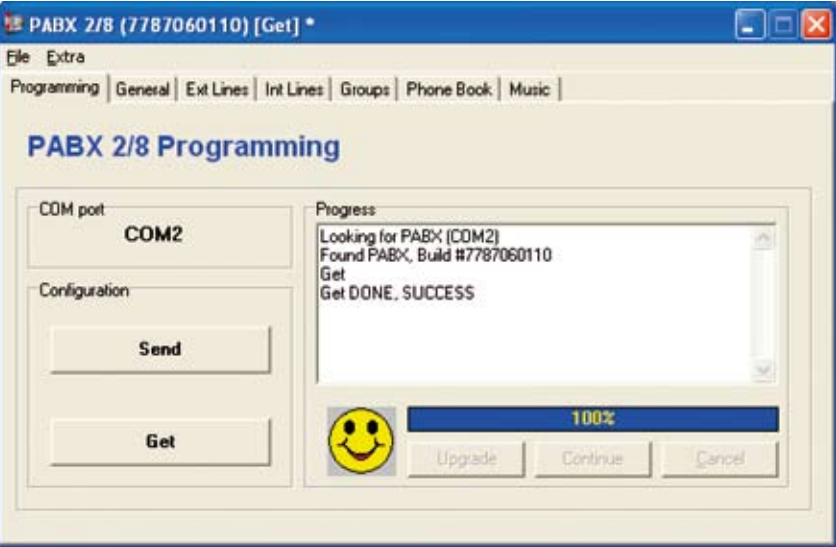 PABX 2/8 (7787060110) [Get] *
File Extra
Programming General Ext Lines Int Lines Groups Phone Book Music
PABX 2/8 Programming
COM port
COM2
Configuration
Send
Get
Progress
Looking for PABX (COM2)
Found PABX, Build #7787060110
Get
Get DONE, SUCCESS
100%
Upgrade Continue Cancel